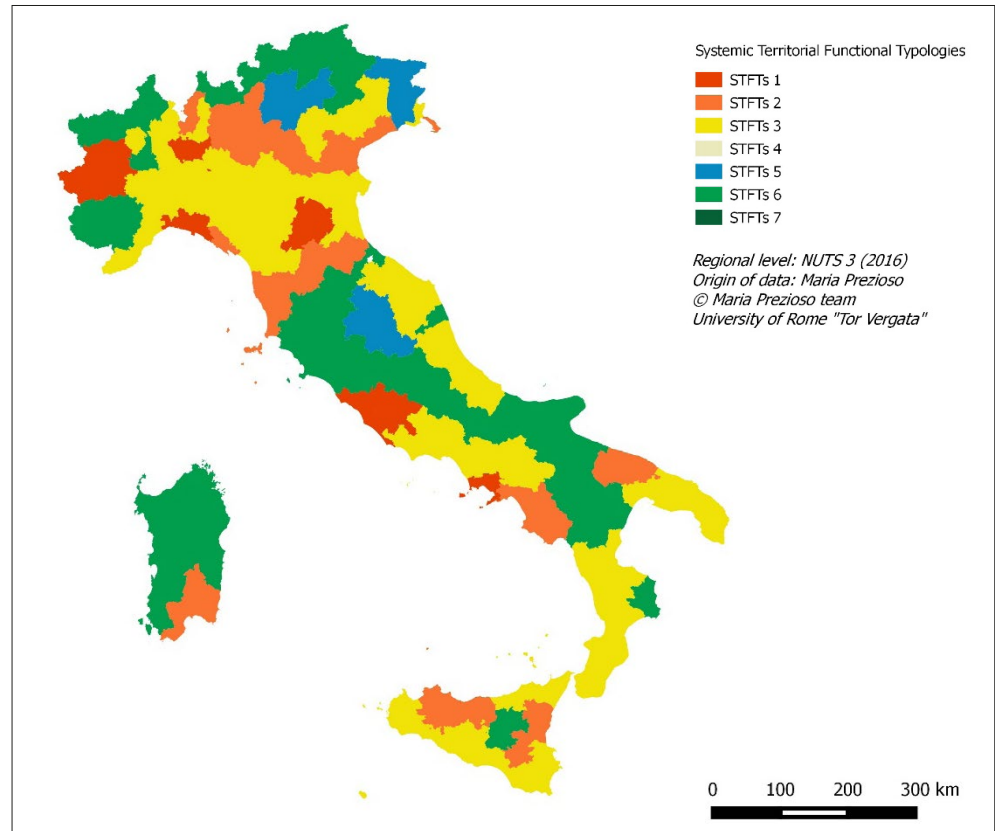 Systemic Territorial Functional Typologies
STFTs 1
STFTs 2
STFTs 3
STFTs 4
STFTs 5
STFTs 6
STFTs 7
Regional level: NUTS 3 (2016)
Origin of data: Maria Prezioso
© Maria Prezioso team
University of Rome "Tor Vergata"
0 100 200 300 km